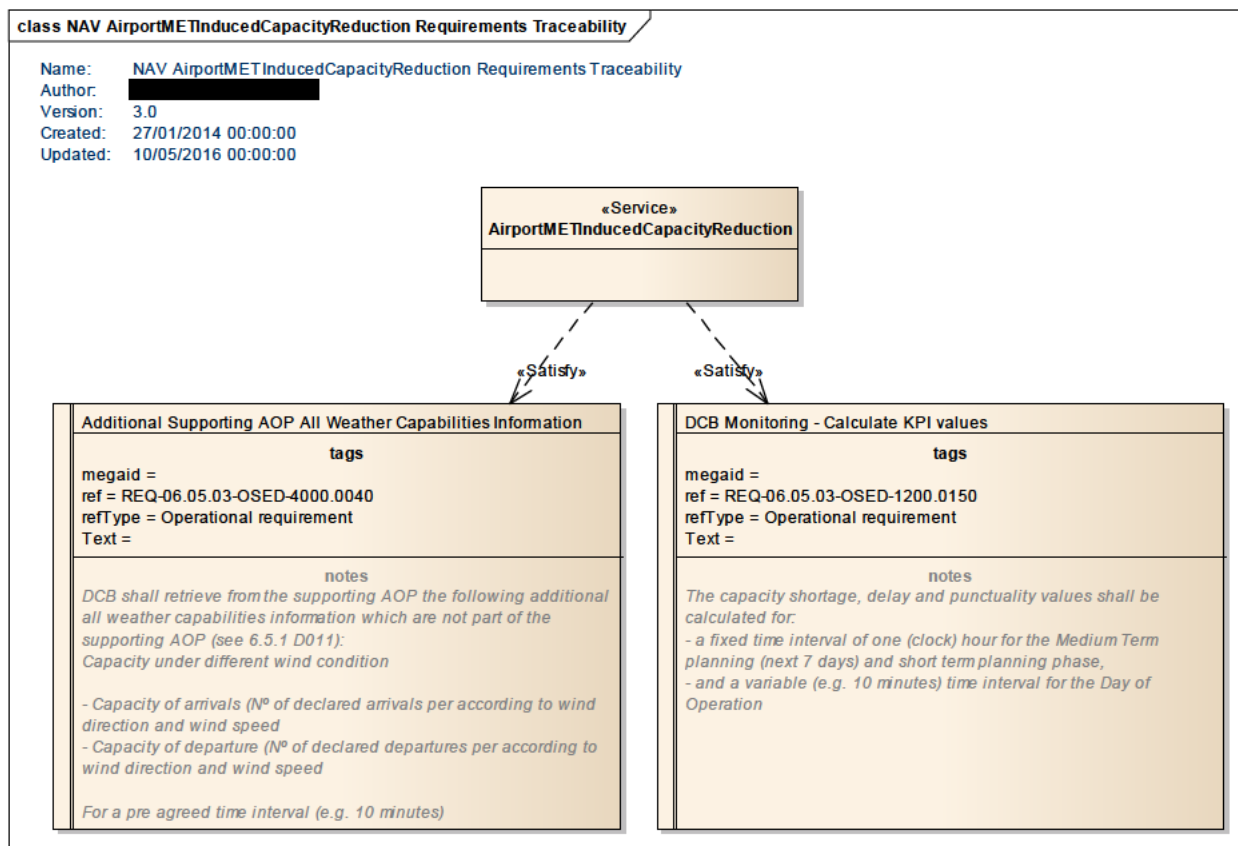 class NAV AirportMETInducedCapacityReduction Requirements Traceability
Name: NAV AirportMETInducedCapacityReduction Requirements Traceability
Author:
Version: 3.0
Created: 27/01/2014 00:00:00
Updated: 10/05/2016 00:00:00
«Service»
AirportMETInducedCapacityReduction
«Satisfy»
«Satisfy»
Additional Supporting AOP All Weather Capabilities Information
tags
megaid =
ref = REQ-06.05.03-OSED-4000.0040
refType = Operational requirement
Text =
notes
DCB shall retrieve from the supporting AOP the following additional
all weather capabilities information which are not part of the
supporting AOP (see 6.5.1 D011):
Capacity under different wind condition
- Capacity of arrivals (Nº of declared arrivals per according to wind
direction and wind speed
- Capacity of departure (Nº of declared departures per according to
wind direction and wind speed
For a pre agreed time interval (e.g. 10 minutes)
DCB Monitoring - Calculate KPI values
tags
megaid =
ref = REQ-06.05.03-OSED-1200.0150
refType = Operational requirement
Text =
notes
The capacity shortage, delay and punctuality values shall be
calculated for:
- a fixed time interval of one (clock) hour for the Medium Term
planning (next 7 days) and short term planning phase,
- and a variable (e.g. 10 minutes) time interval for the Day of
Operation